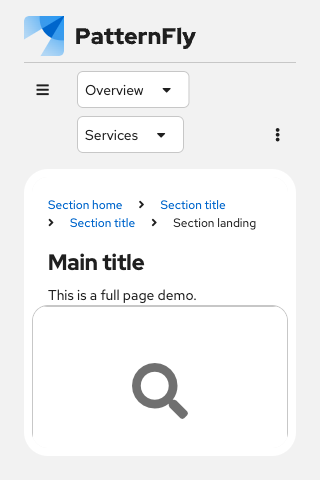 PatternFly
Overview
Services
Section home Section title
Section title Section landing
Main title
This is a full page demo.